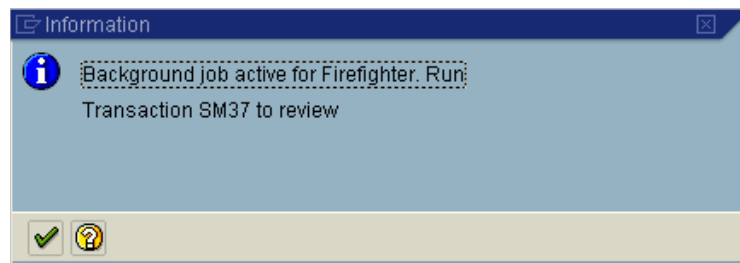 Information
Background job active for Firefighter. Run
Transaction SM37 to review